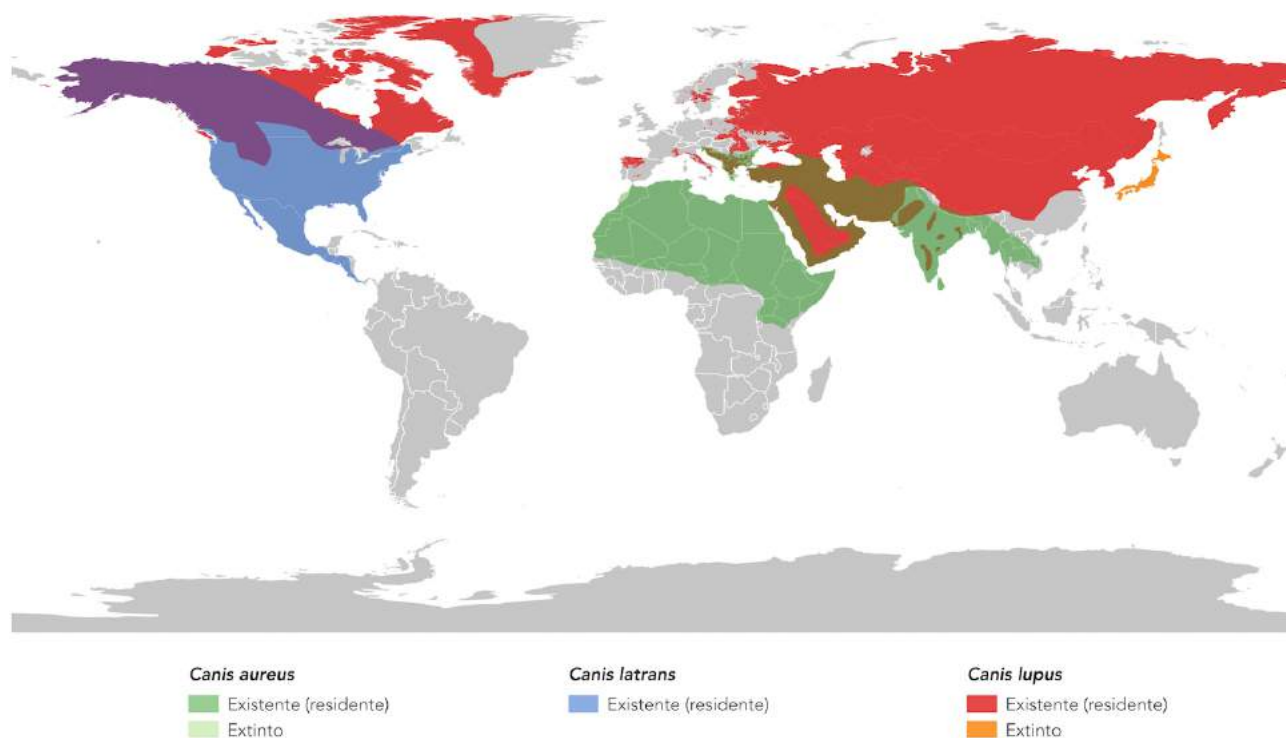 Canis aureus
Existente (residente)
Extinto
Canis latrans
Existente (residente)
Canis lupus
Existente (residente)
Extinto